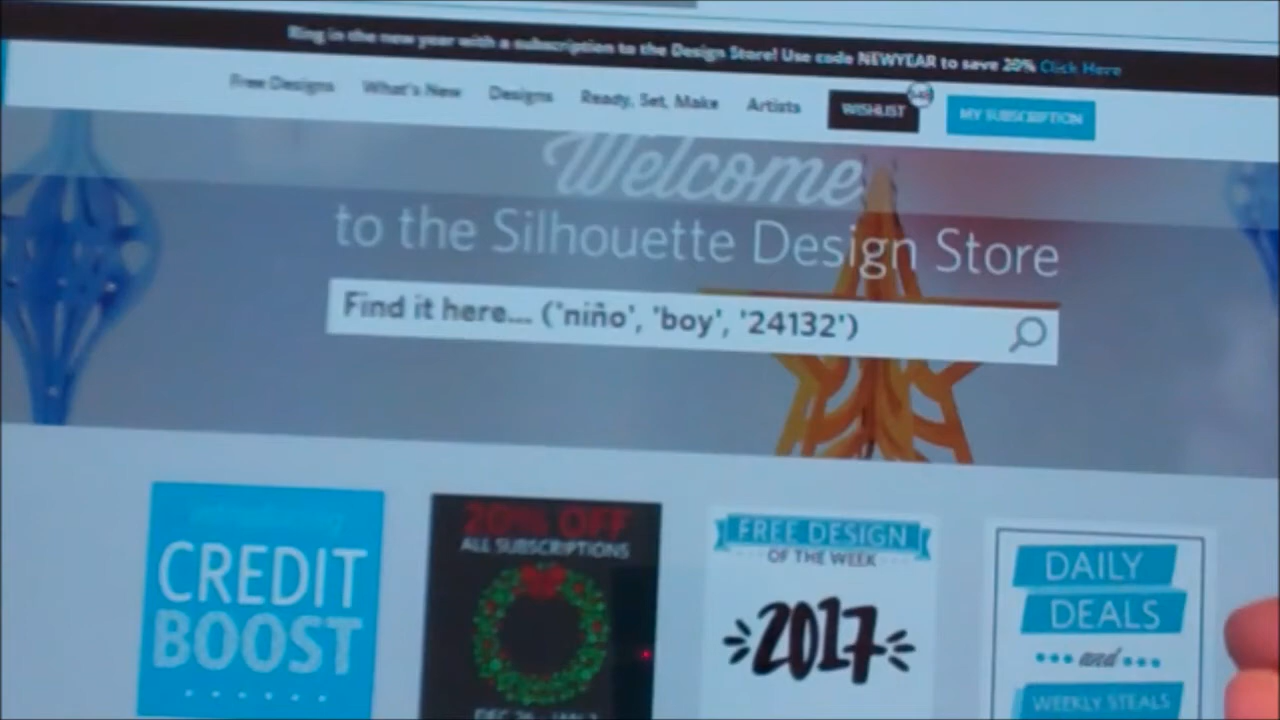 Ring in the new year with a subscription to the Design Store! Use code NEWYEAR to save 20% Click Here
Free Designs What's New Designs Ready, Set, Make Artists WISHLIST MY SUBSCRIPTION
Welcome
to the Silhouette Design Store
Find it here... ('niño', 'boy', '24132')
CREDIT
BOOST
20% OFF
ALL SUBSCRIPTIONS
FREE DESIGN
OF THE WEEK
2017
DAILY
DEALS
and
WEEKLY STEALS